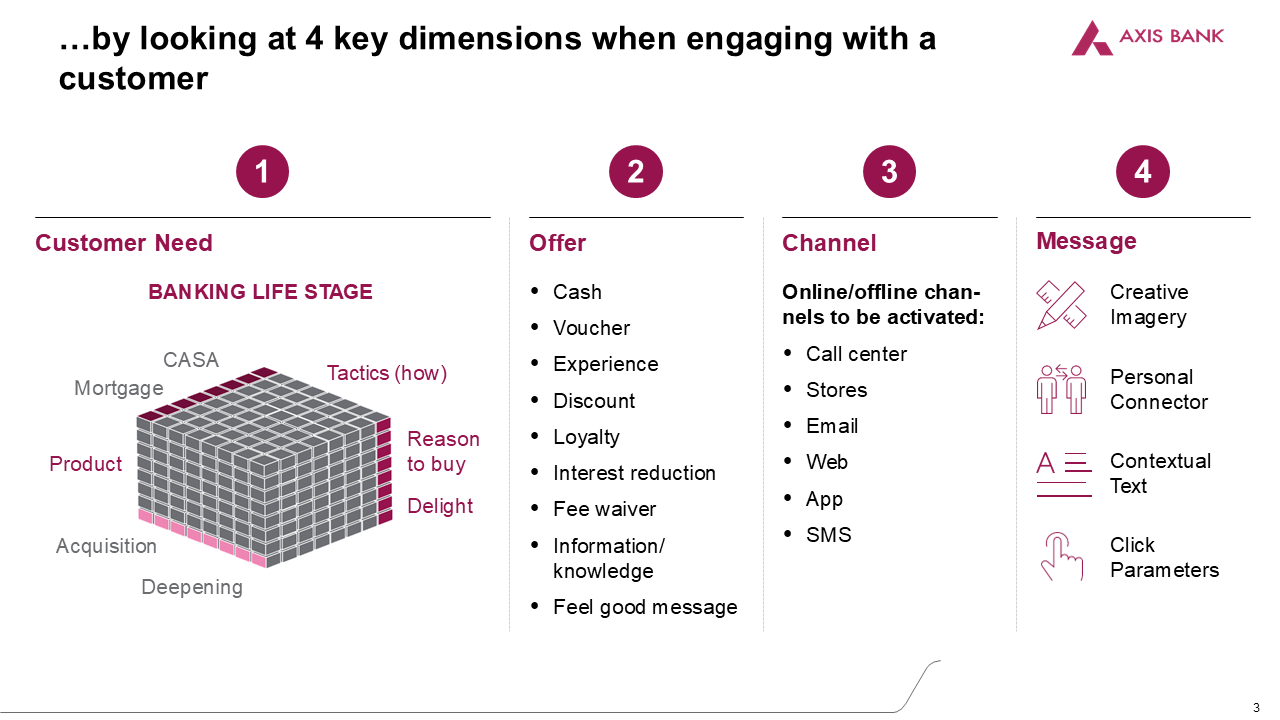 …by looking at 4 key dimensions when engaging with a
customer
AXIS BANK
1
Customer Need
BANKING LIFE STAGE
CASA
Mortgage
Tactics (how)
Product
Reason
to buy
Delight
Acquisition
Deepening
2
Offer
• Cash
• Voucher
• Experience
• Discount
• Loyalty
• Interest reduction
• Fee waiver
• Information/
knowledge
• Feel good message
3
Channel
Online/offline chan-
nels to be activated:
• Call center
• Stores
• Email
• Web
• App
• SMS
4
Message
Creative
Imagery
Personal
Connector
A
Contextual
Text
Click
Parameters
3